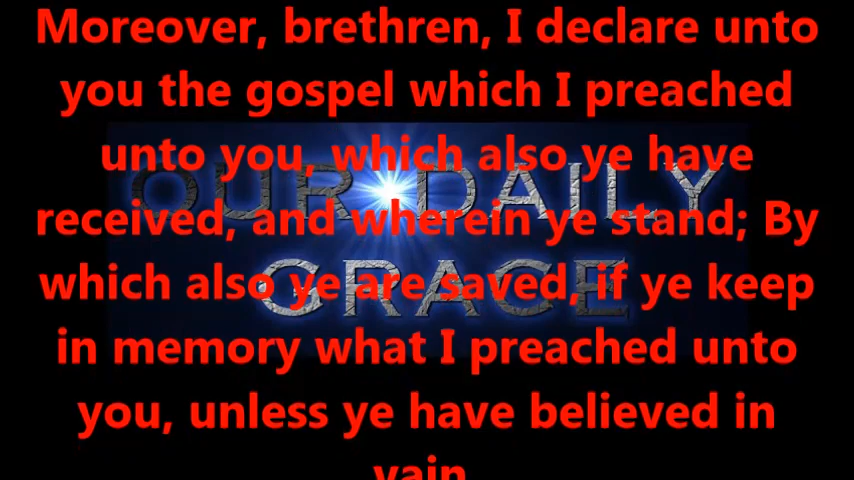 Moreover, brethren, I declare unto
you the gospel which I preached
unto you, which also ye have
received, and wherein ye stand; By
which also ye are saved, if ye keep
in memory what I preached unto
you, unless ye have believed in
vain
OUR DAILY
GRACE